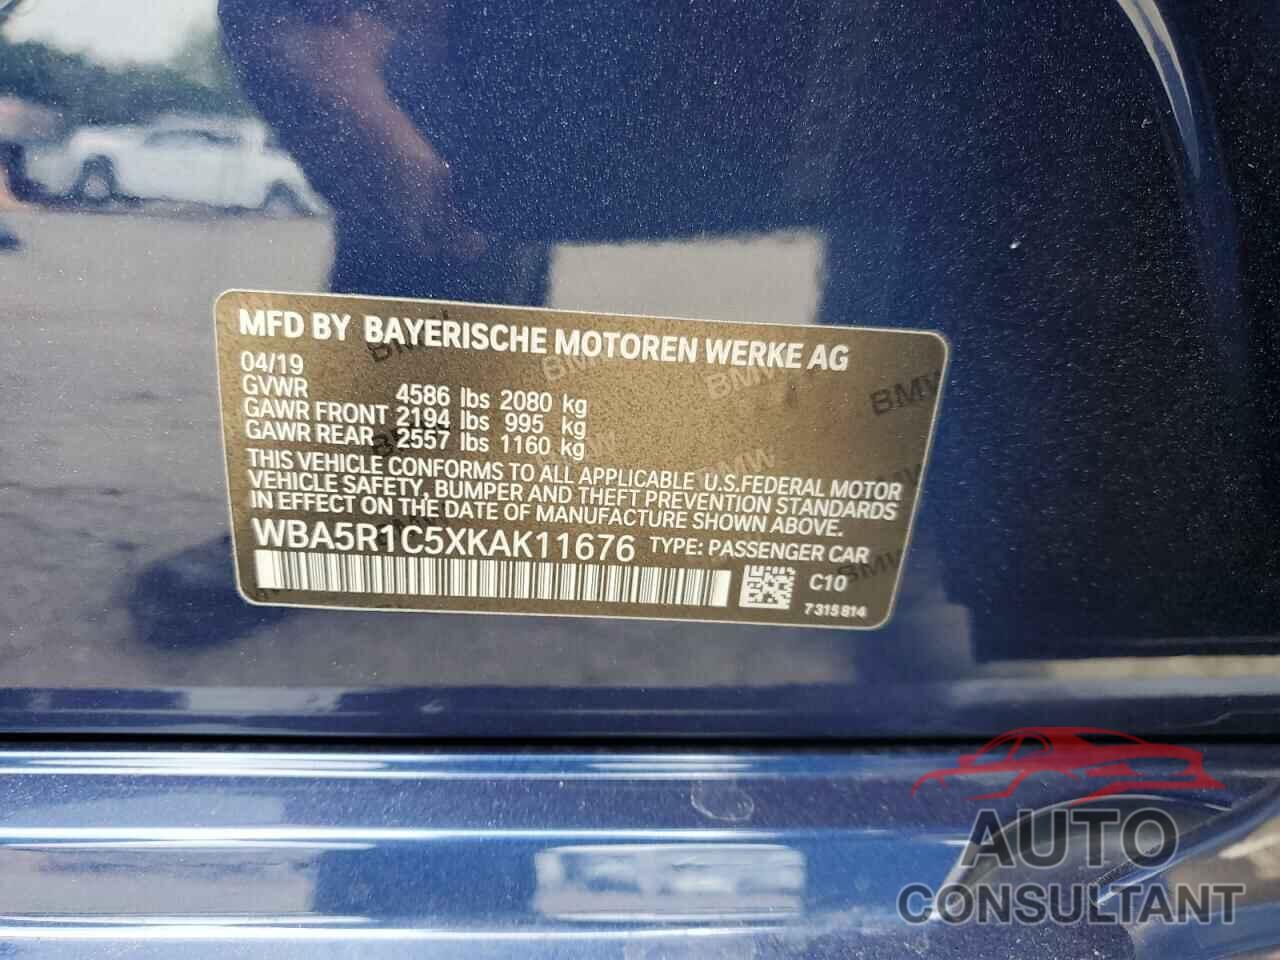 MFD BY BAYERISCHE MOTOREN WERKE AG
04/19
GVWR 4586 lbs 2080 kg
GAWR FRONT 2194 lbs 995 kg
GAWR REAR 2557 lbs 1160 kg
THIS VEHICLE CONFORMS TO ALL APPLICABLE U.S.FEDERAL MOTOR
VEHICLE SAFETY, BUMPER AND THEFT PREVENTION STANDARDS
IN EFFECT ON THE DATE OF MANUFACTURE SHOWN ABOVE.
WBA5R1C5XKAK11676 TYPE: PASSENGER CAR
C10
7315814
AUTO
CONSULTANT